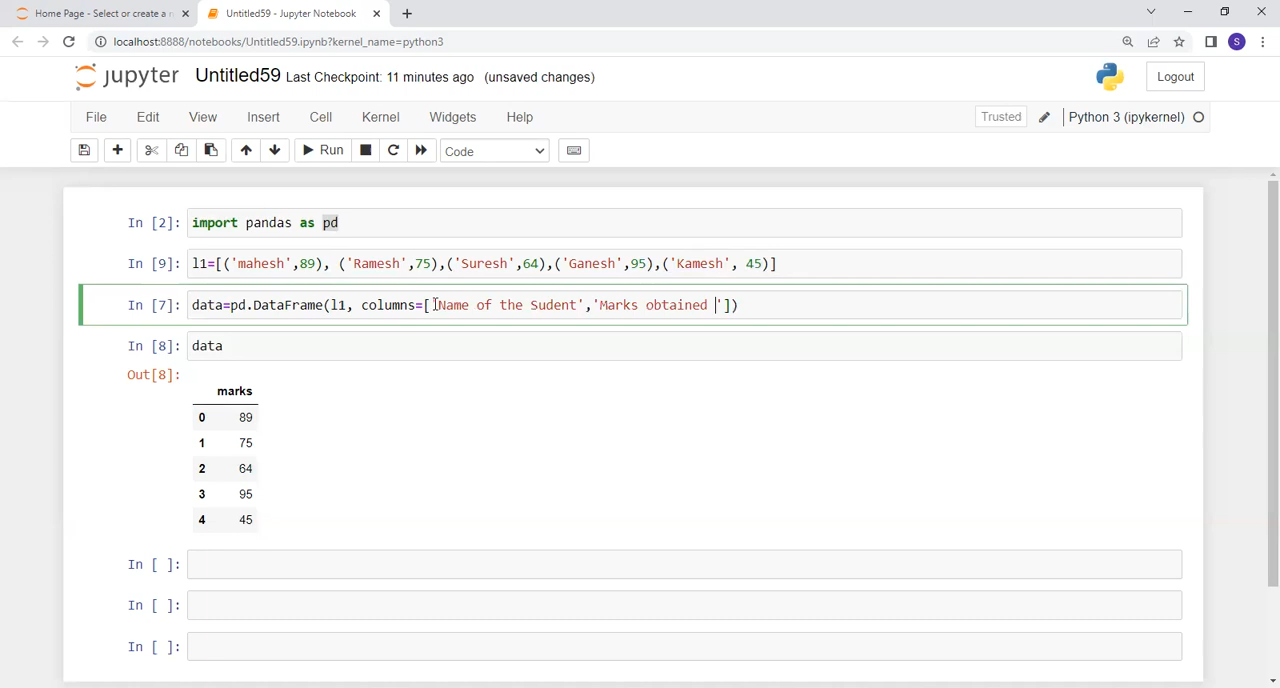 Home Page - Select or create a n
Untitled59 - Jupyter Notebook
localhost:8888/notebooks/Untitled59.ipynb?kernel_name=python3
S
jupyter Untitled59 Last Checkpoint: 11 minutes ago (unsaved changes)
Logout
File Edit View Insert Cell Kernel Widgets Help
Trusted Python 3 (ipykernel)
Run Code
In [2]: import pandas as pd
In [9]: l1=[('mahesh',89), ('Ramesh',75),('Suresh',64),('Ganesh',95),('Kamesh', 45)]
In [7]: data=pd.DataFrame(l1, columns=['Name of the Sudent','Marks obtained '])
In [8]: data
Out[8]:
marks
0 89
1 75
2 64
3 95
4 45
In [ ]:
In [ ]:
In [ ]: